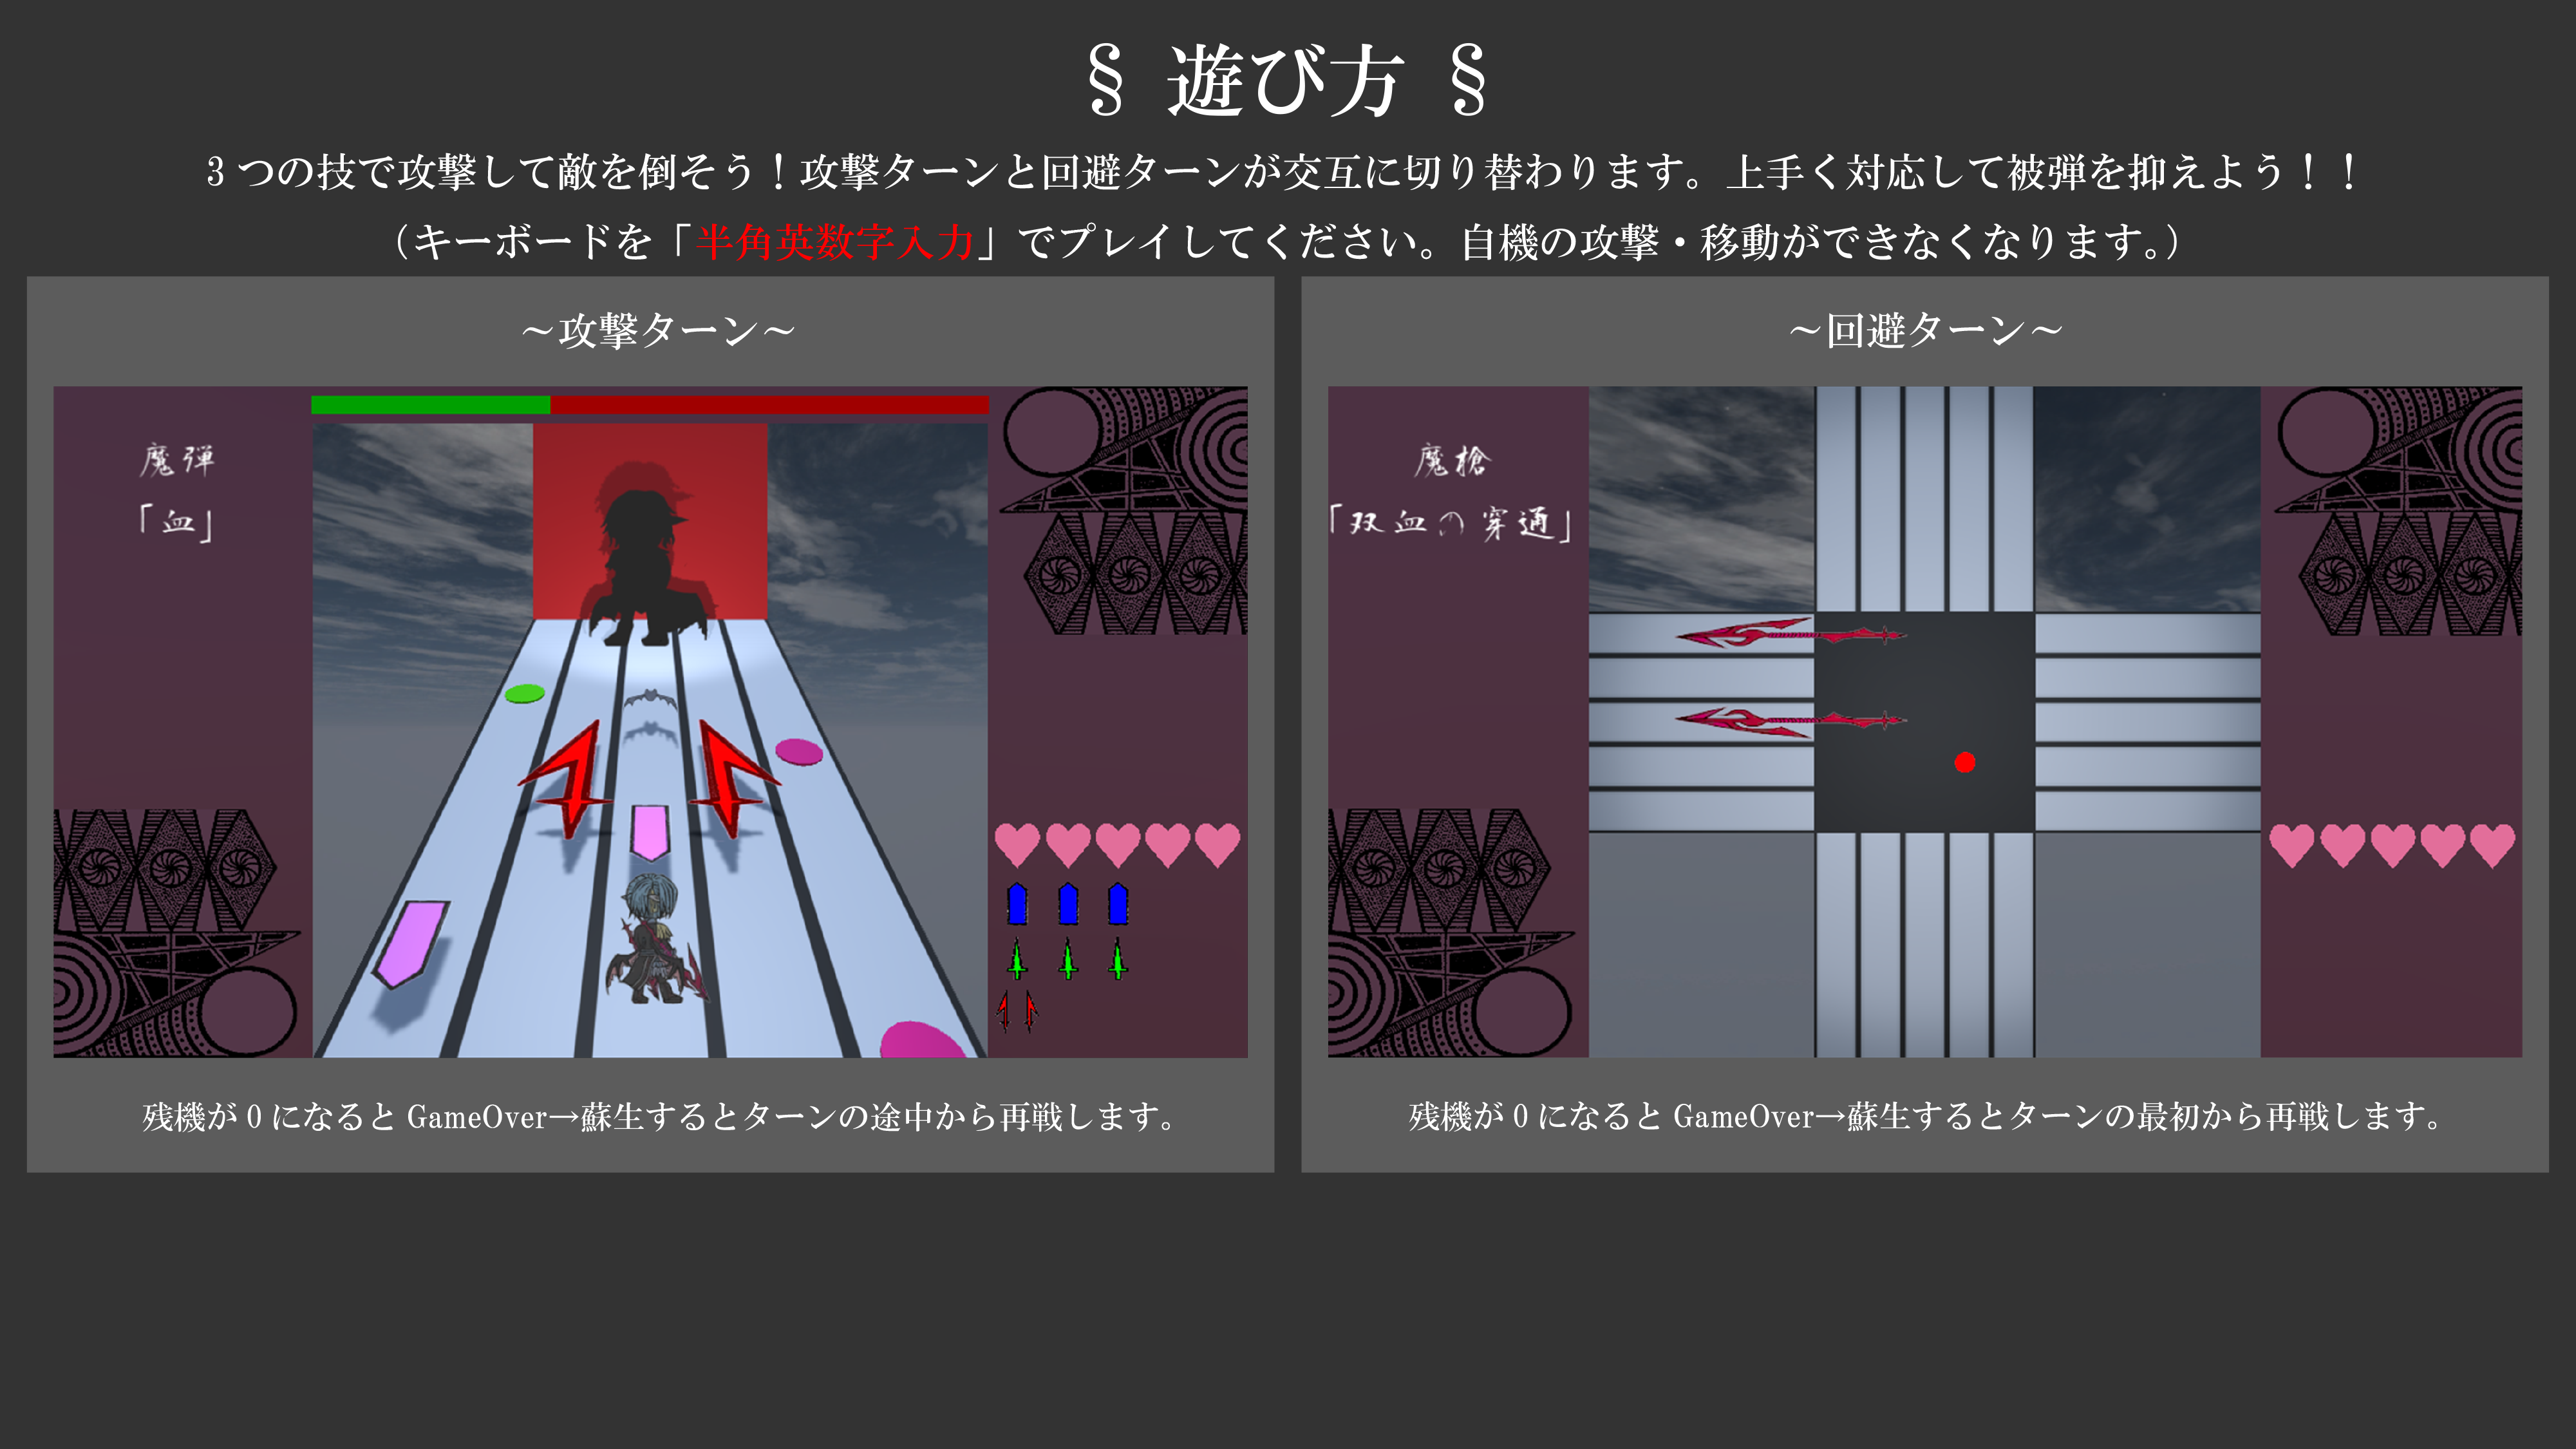 § 遊び方 §
3つの技で攻撃して敵を倒そう！攻撃ターンと回避ターンが交互に切り替わります。上手く対応して被弾を抑えよう！！
（キーボードを「半角英数字入力」でプレイしてください。自機の攻撃・移動ができなくなります。）
～攻撃ターン～
魔弾
「血」
残機が0になるとGameOver→蘇生するとターンの途中から再戦します。
～回避ターン～
魔槍
「双血の穿通」
残機が0になるとGameOver→蘇生するとターンの最初から再戦します。